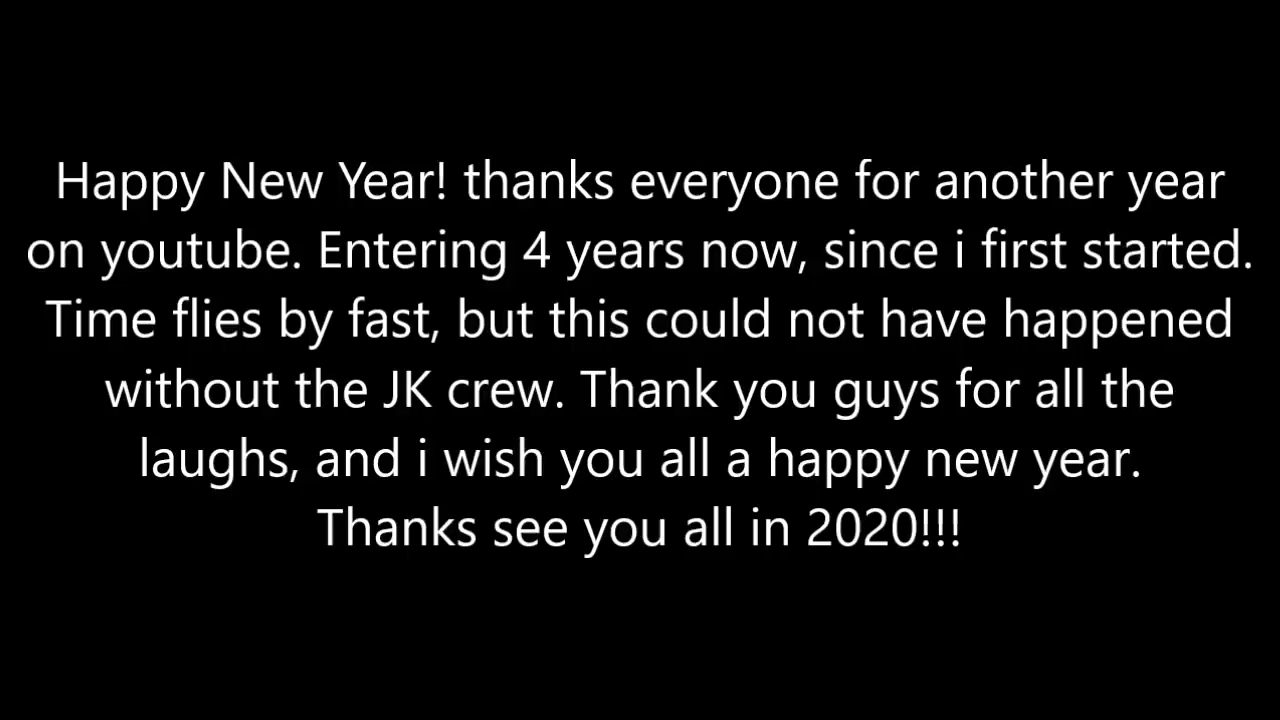 Happy New Year! thanks everyone for another year
on youtube. Entering 4 years now, since i first started.
Time flies by fast, but this could not have happened
without the JK crew. Thank you guys for all the
laughs, and i wish you all a happy new year.
Thanks see you all in 2020!!!